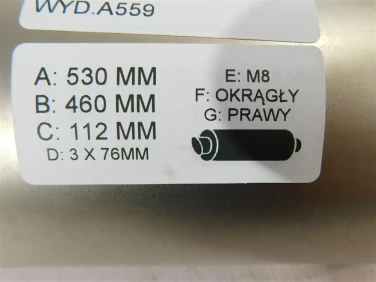 WYD.A559
A: 530 MM
B: 460 MM
C: 112 MM
D: 3 X 76MM
E: M8
F: OKRĄGŁY
G: PRAWY